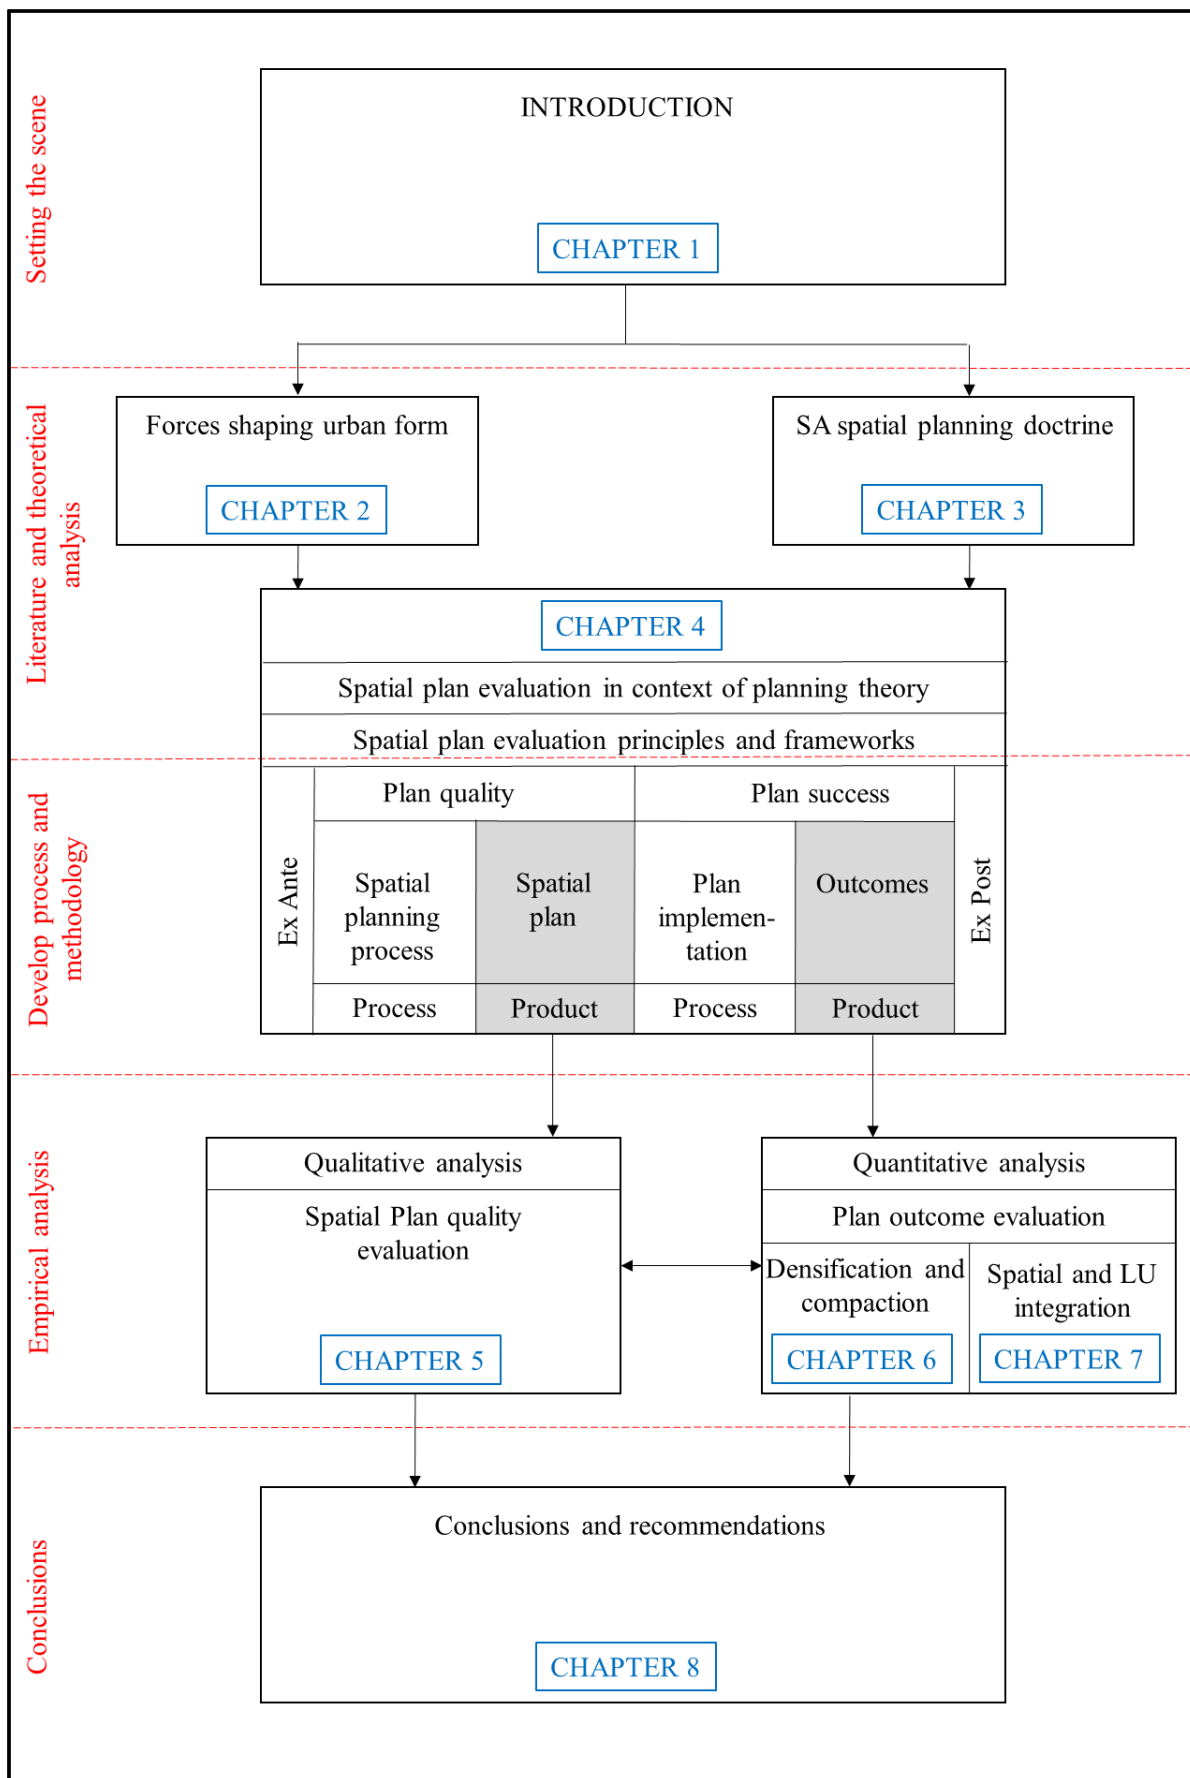 Setting the scene
INTRODUCTION
CHAPTER 1
Literature and theoretical
analysis
Forces shaping urban form
CHAPTER 2
SA spatial planning doctrine
CHAPTER 3
CHAPTER 4
Spatial plan evaluation in context of planning theory
Spatial plan evaluation principles and frameworks
Develop process and
methodology
Ex Ante
Plan quality
Plan success
Spatial
planning
process
Spatial
plan
Plan
implemen-
tation
Outcomes
Process
Product
Process
Product
Ex Post
Empirical analysis
Qualitative analysis
Spatial Plan quality
evaluation
CHAPTER 5
Quantitative analysis
Plan outcome evaluation
Densification and
compaction
CHAPTER 6
Spatial and LU
integration
CHAPTER 7
Conclusions
Conclusions and recommendations
CHAPTER 8